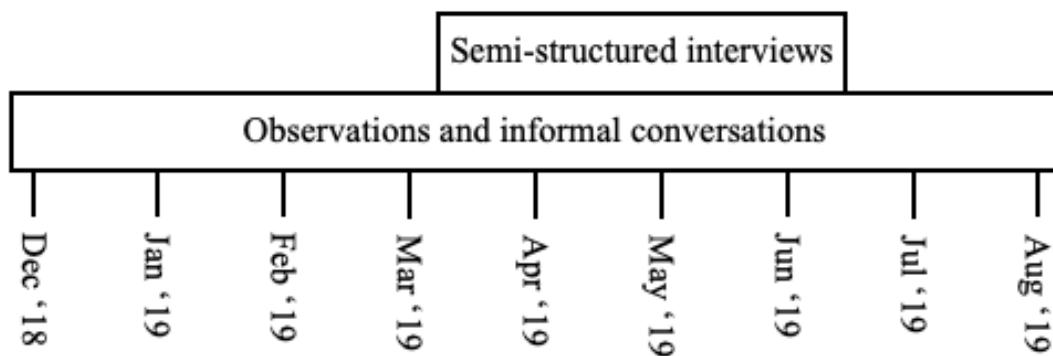 Semi-structured interviews
Observations and informal conversations
Dec ‘18
Jan ‘19
Feb ‘19
Mar ‘19
Apr ‘19
May ‘19
Jun ‘19
Jul ‘19
Aug ‘19